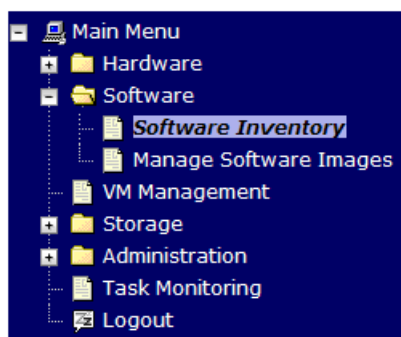 Main Menu
Hardware
Software
Software Inventory
Manage Software Images
VM Management
Storage
Administration
Task Monitoring
Logout